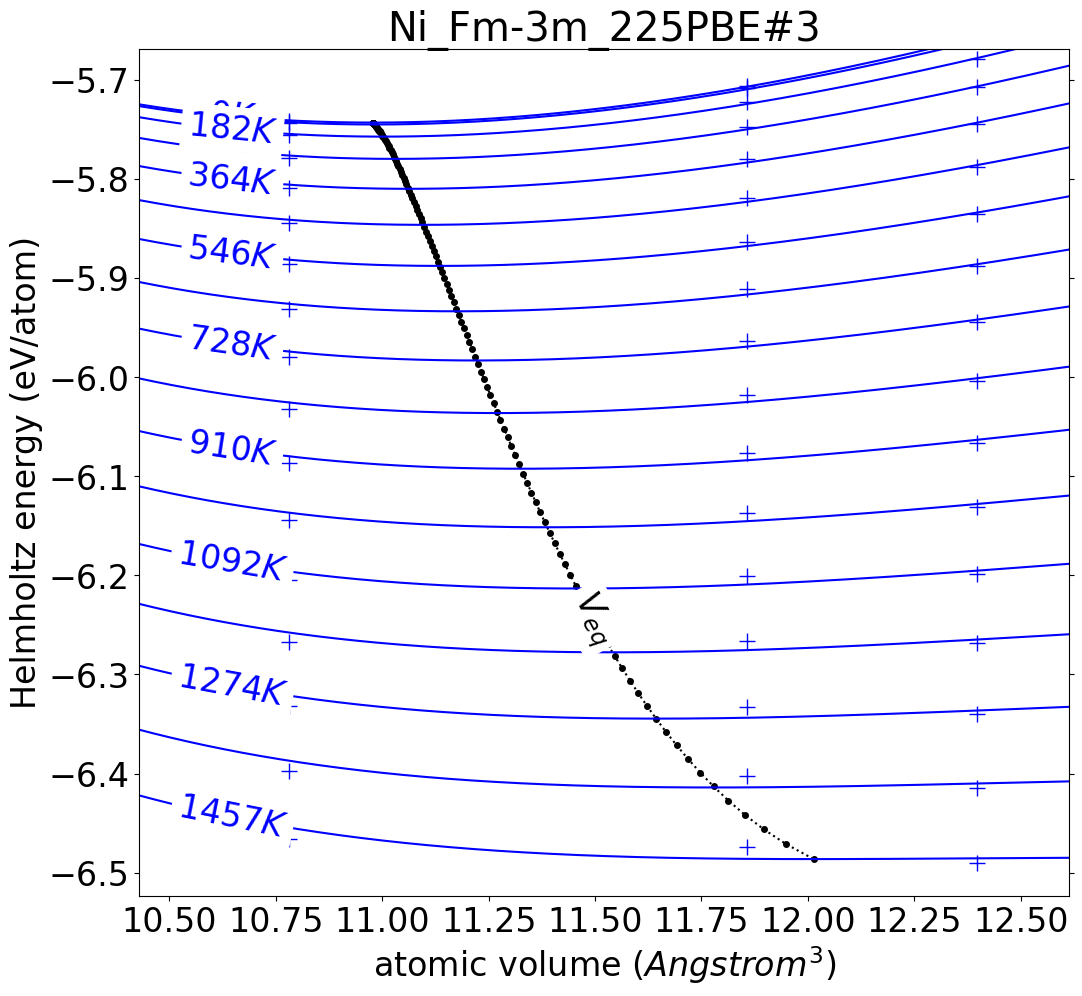 Ni_Fm-3m_225PBE#3
Helmholtz energy (eV/atom)
−5.7
−5.8
−5.9
−6.0
−6.1
−6.2
−6.3
−6.4
−6.5
0K
182K
364K
546K
728K
910K
1092K
1274K
1457K
V_eq
10.50 10.75 11.00 11.25 11.50 11.75 12.00 12.25 12.50
atomic volume (Angstrom³)